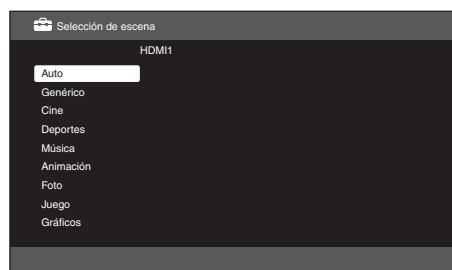 Selección de escena
HDMI1
Auto
Genérico
Cine
Deportes
Música
Animación
Foto
Juego
Gráficos